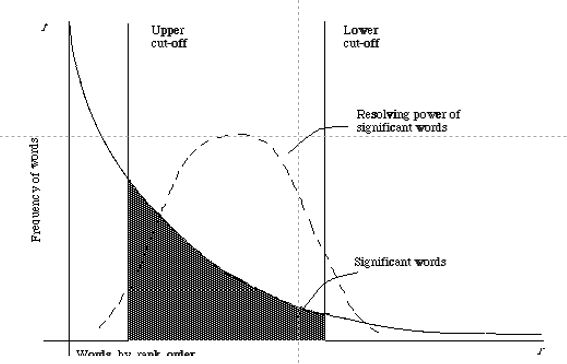 f
Upper
cut-off
Lower
cut-off
Resolving power of
significant words
Frequency of words
Significant words
Words by rank order
r